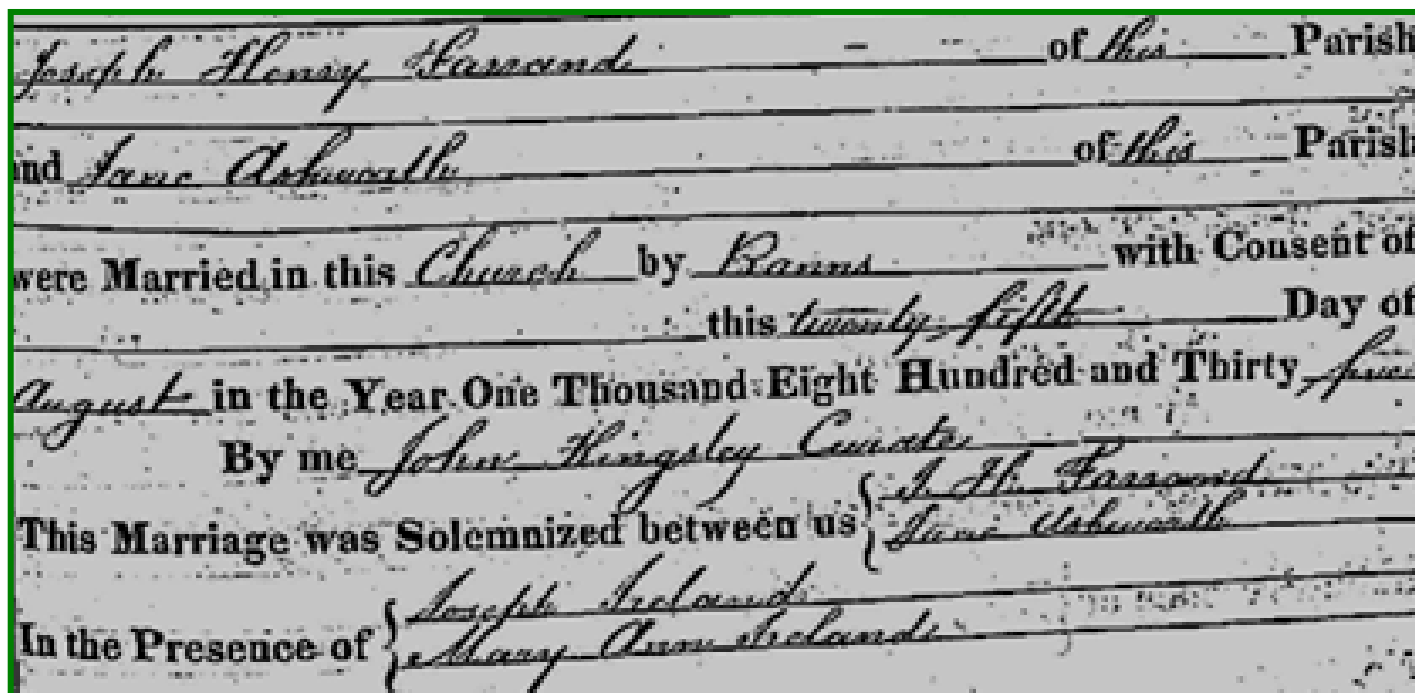 Joseph Henry Farrand - of this Parish
and Jane Ashworth of this Parish
were Married in this Church by Banns with Consent of
this twenty fifth Day of
August in the Year One Thousand Eight Hundred and Thirty five
By me John Kingsley Curate
This Marriage was Solemnized between us { J. H. Farrand
Jane Ashworth
In the Presence of { Joseph Ireland
Mary Ann Ireland